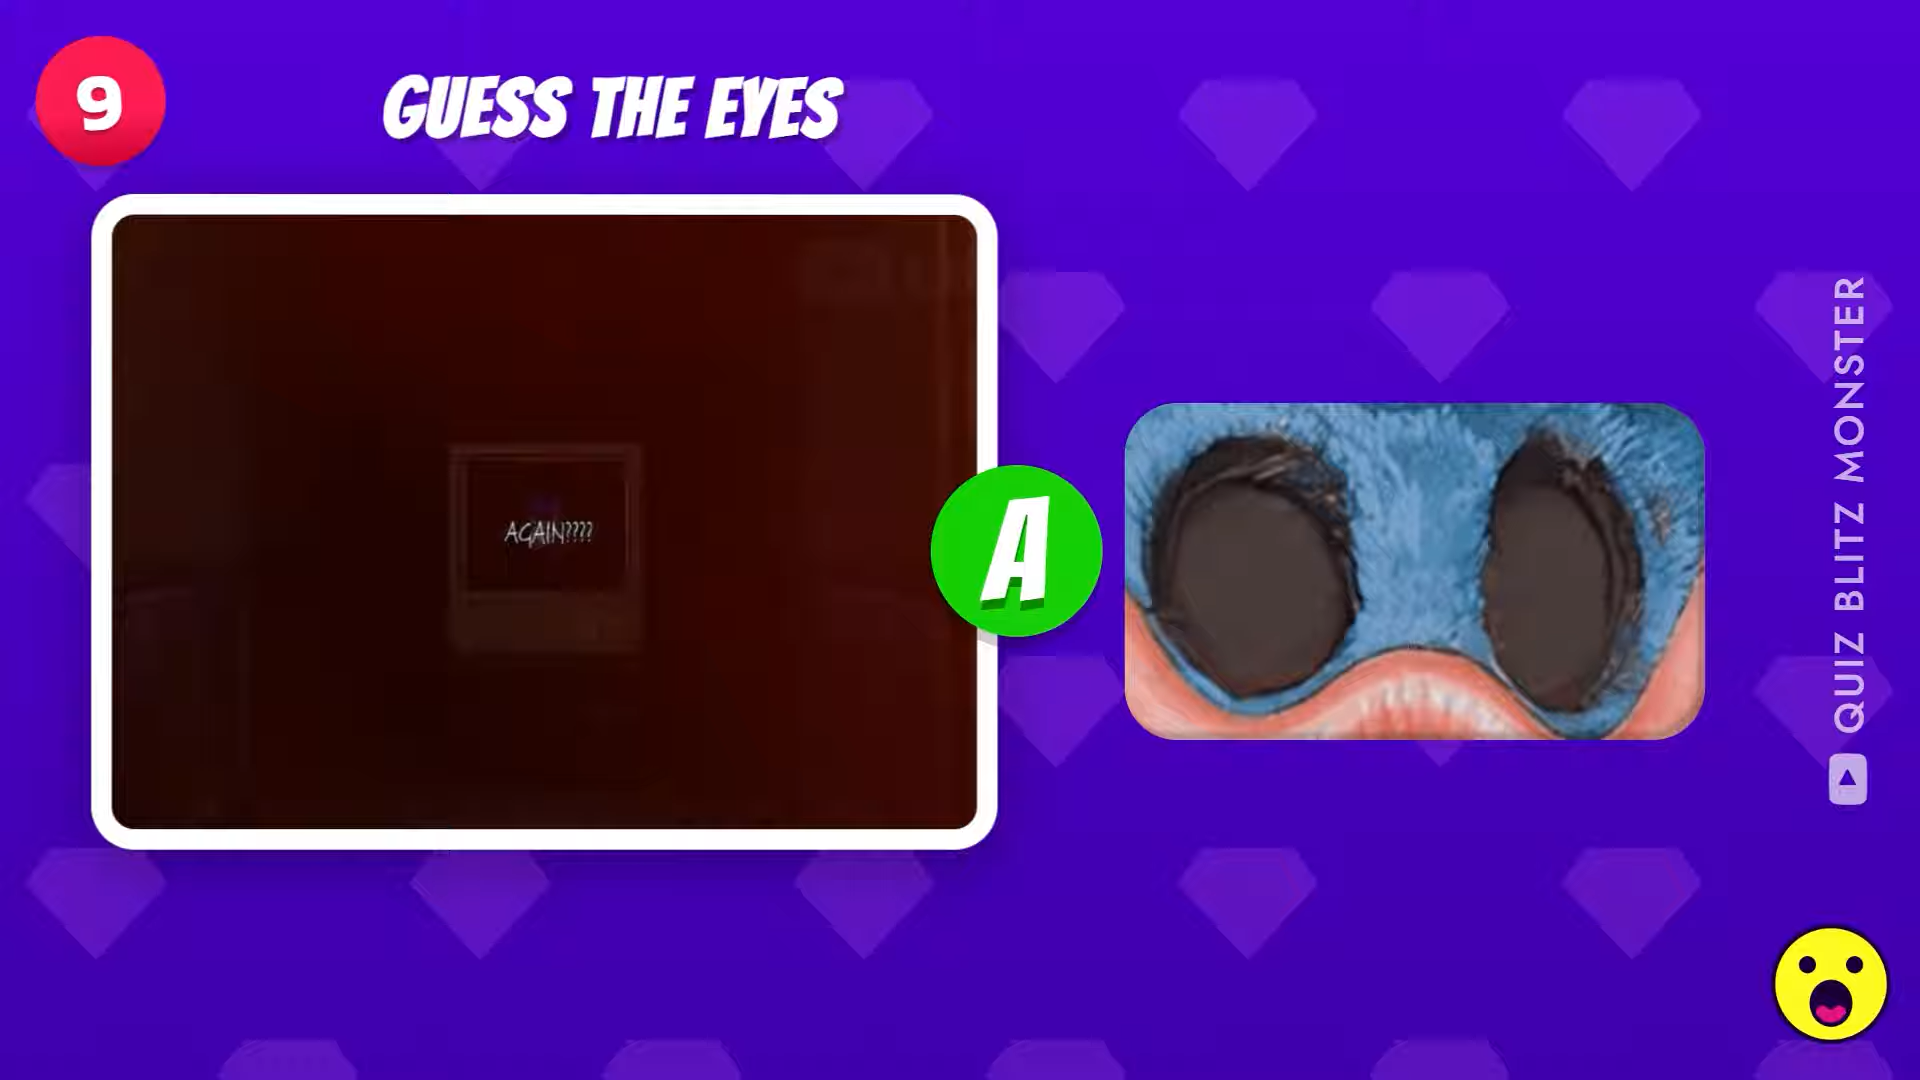 9
GUESS THE EYES
AGAIN????
A
QUIZ BLITZ MONSTER